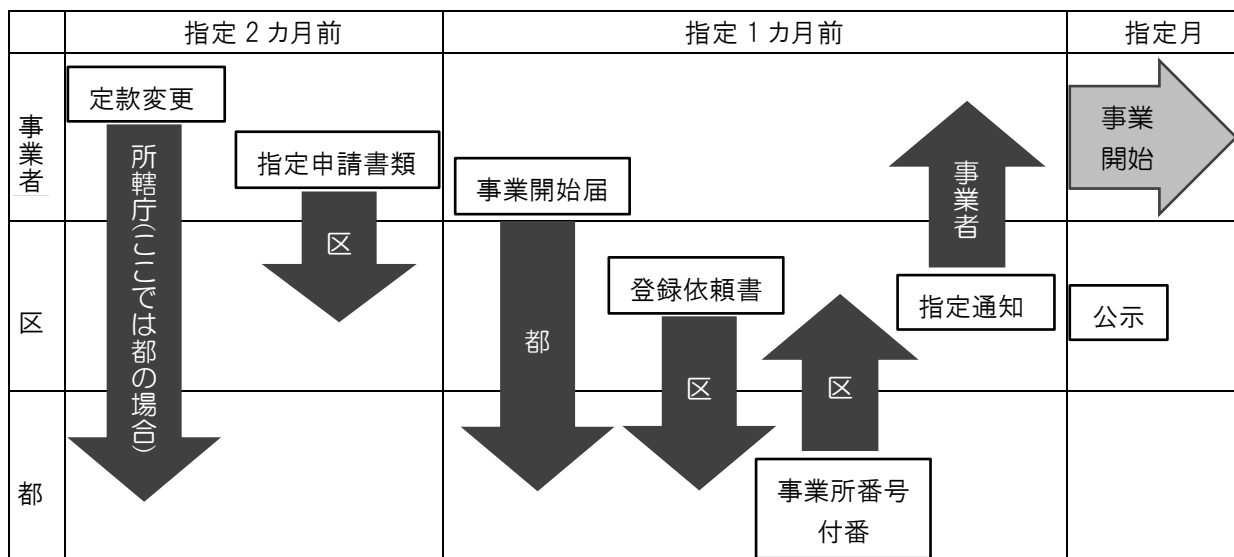 指定２カ月前
指定１カ月前
指定月
事業者
定款変更
所轄庁(ここでは都の場合)
指定申請書類
区
事業開始届
都
事業者
事業
開始
区
登録依頼書
区
区
指定通知
公示
都
事業所番号
付番